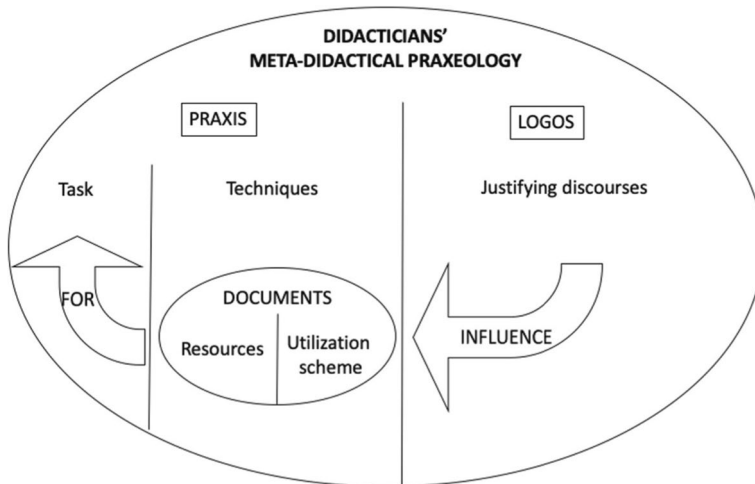 DIDACTICIANS'
META-DIDACTICAL PRAXEOLOGY
PRAXIS
LOGOS
Task
Techniques
Justifying discourses
FOR
DOCUMENTS
Resources
Utilization
scheme
INFLUENCE